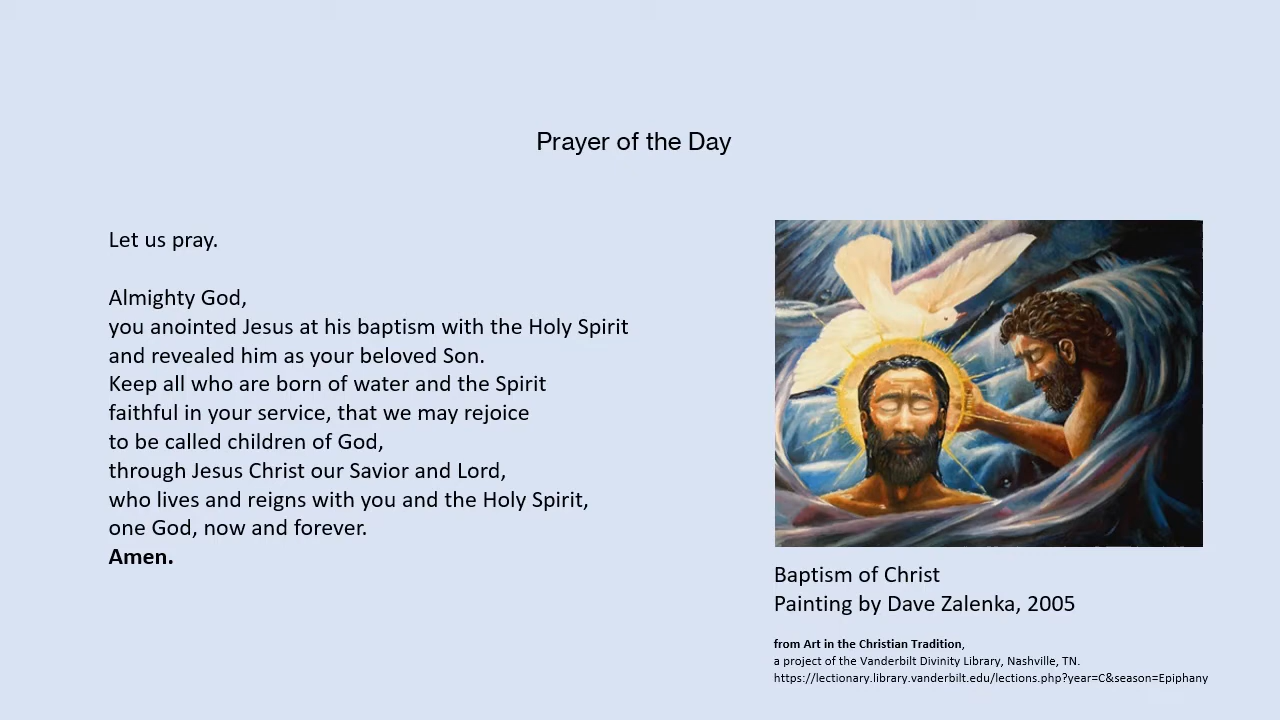 Prayer of the Day
Let us pray.
Almighty God,
you anointed Jesus at his baptism with the Holy Spirit
and revealed him as your beloved Son.
Keep all who are born of water and the Spirit
faithful in your service, that we may rejoice
to be called children of God,
through Jesus Christ our Savior and Lord,
who lives and reigns with you and the Holy Spirit,
one God, now and forever.
Amen.
Baptism of Christ
Painting by Dave Zalenka, 2005
from Art in the Christian Tradition,
a project of the Vanderbilt Divinity Library, Nashville, TN.
https://lectionary.library.vanderbilt.edu/lections.php?year=C&season=Epiphany